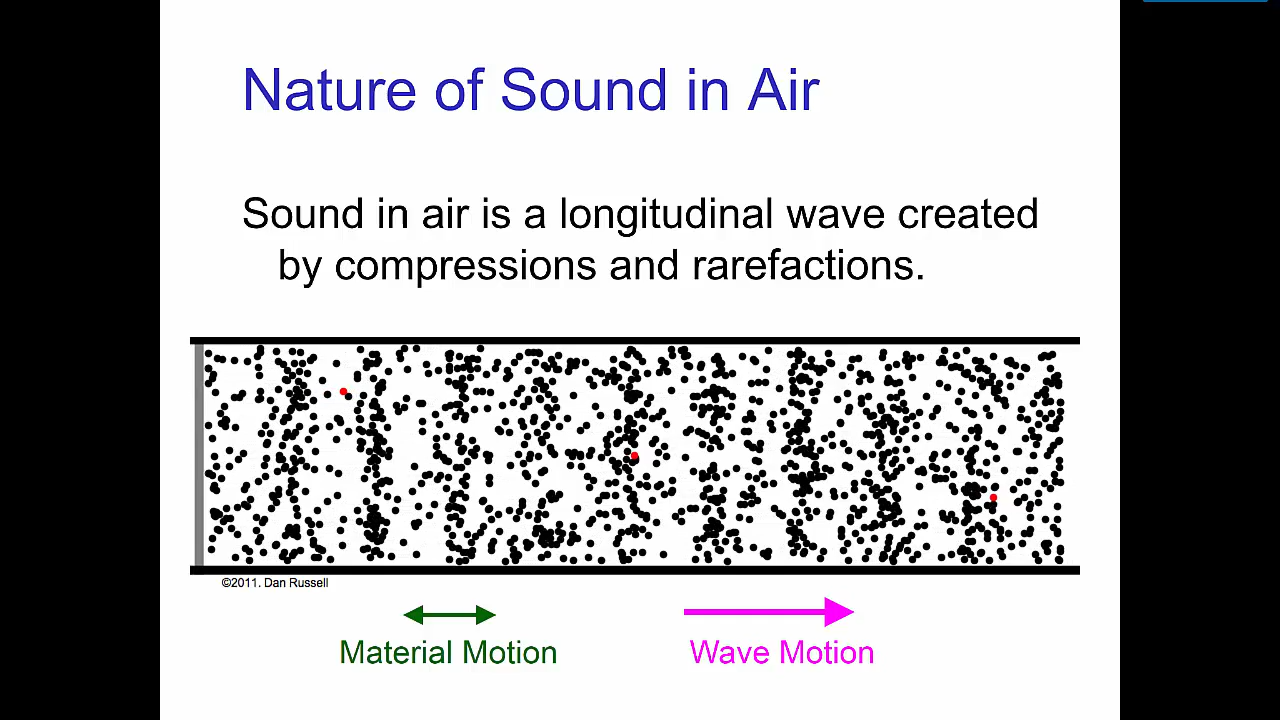 Nature of Sound in Air
Sound in air is a longitudinal wave created
by compressions and rarefactions.
©2011. Dan Russell
Material Motion
Wave Motion